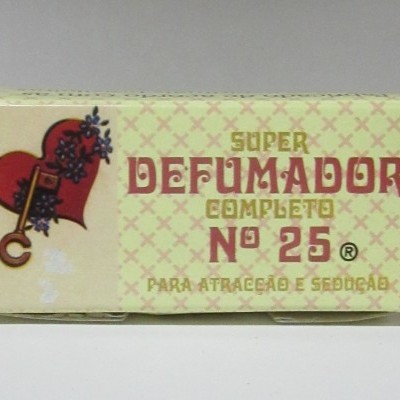 SUPER
DEFUMADOR
COMPLETO
Nº 25 ®
PARA ATRACÇÃO E SEDUÇÃO